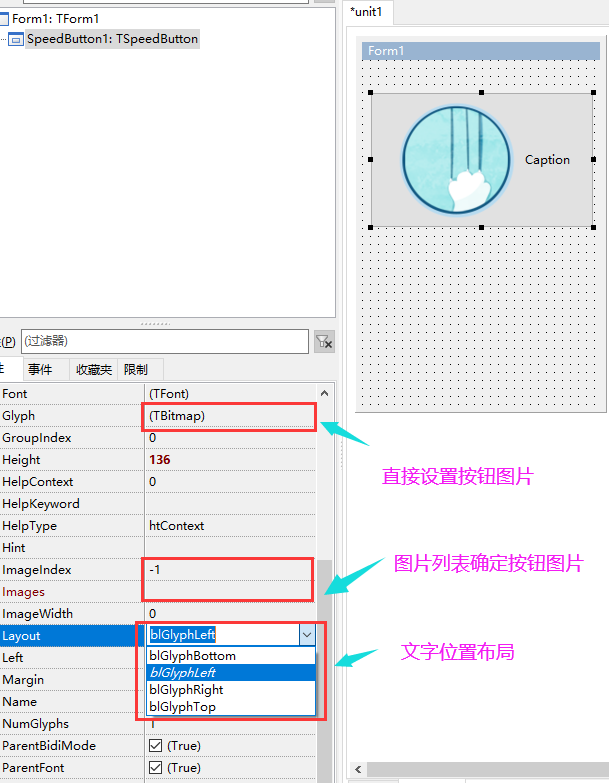 Form1: TForm1
SpeedButton1: TSpeedButton
(P)
(过滤器)
事件
收藏夹
限制
Font
(TFont)
Glyph
(TBitmap)
GroupIndex
0
Height
136
HelpContext
0
HelpKeyword
HelpType
htContext
Hint
ImageIndex
-1
Images
ImageWidth
0
Layout
blGlyphLeft
blGlyphBottom
blGlyphLeft
blGlyphRight
blGlyphTop
Left
Margin
Name
NumGlyphs
1
ParentBidiMode
(True)
ParentFont
(True)
*unit1
Form1
Caption
直接设置按钮图片
图片列表确定按钮图片
文字位置布局